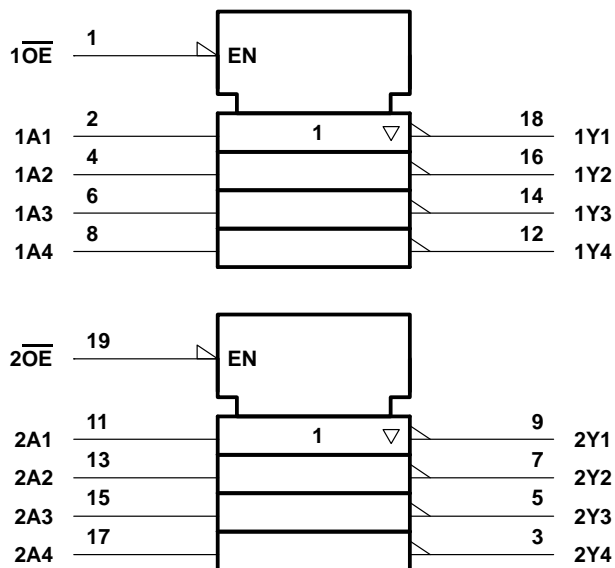 1O̅E̅ 1 EN
1A1 2 1 ▽ 18 1Y1
1A2 4 16 1Y2
1A3 6 14 1Y3
1A4 8 12 1Y4
2O̅E̅ 19 EN
2A1 11 1 ▽ 9 2Y1
2A2 13 7 2Y2
2A3 15 5 2Y3
2A4 17 3 2Y4